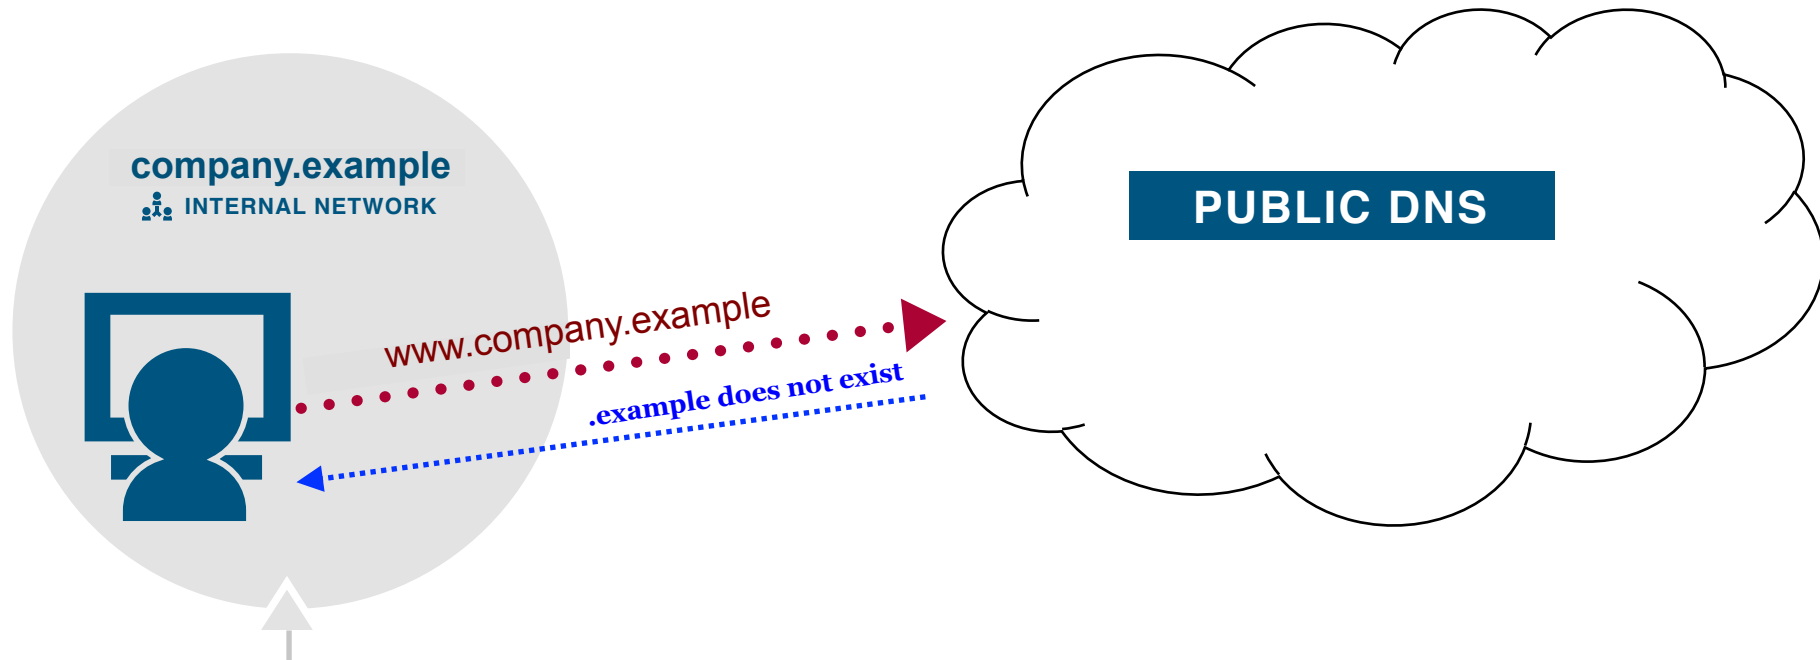 company.example
INTERNAL NETWORK
PUBLIC DNS
www.company.example
.example does not exist